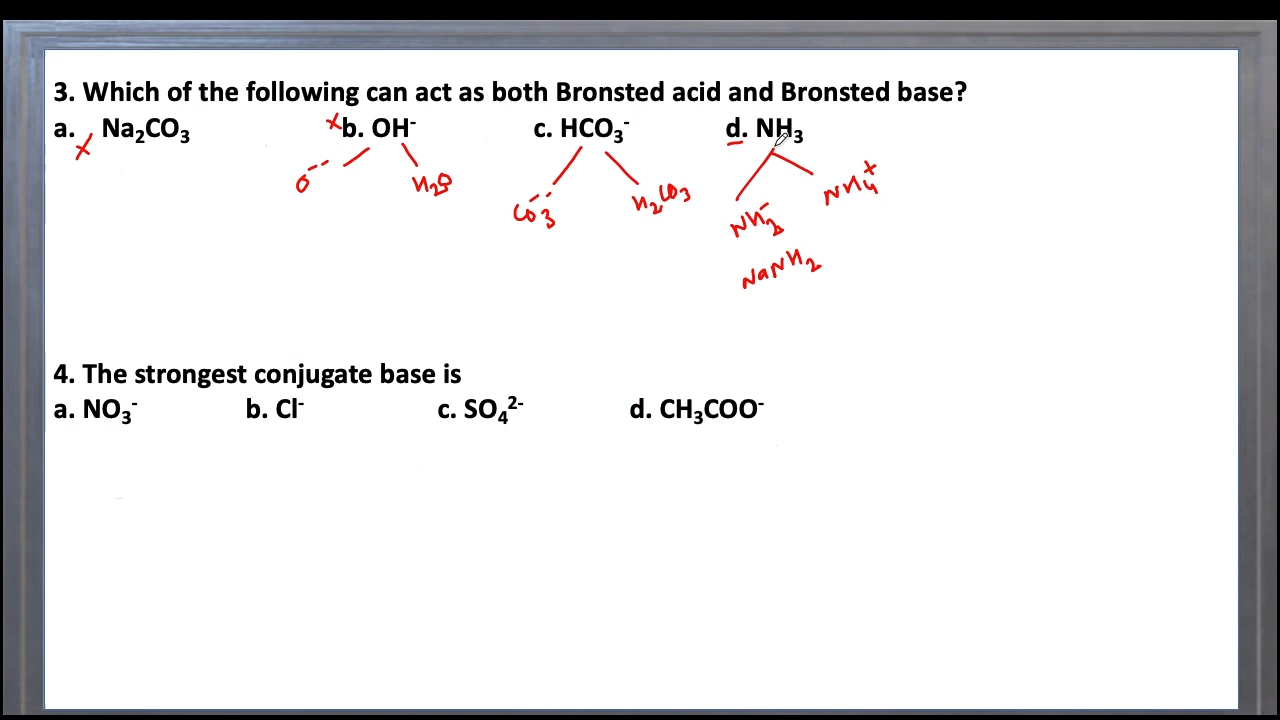 3. Which of the following can act as both Bronsted acid and Bronsted base?
a. Na₂CO₃ b. OH⁻ c. HCO₃⁻ d. NH₃
x x
O⁻⁻ H₂O CO₃⁻⁻ H₂CO₃ NH₂⁻ NH₄⁺
NaNH₂
4. The strongest conjugate base is
a. NO₃⁻ b. Cl⁻ c. SO₄²⁻ d. CH₃COO⁻